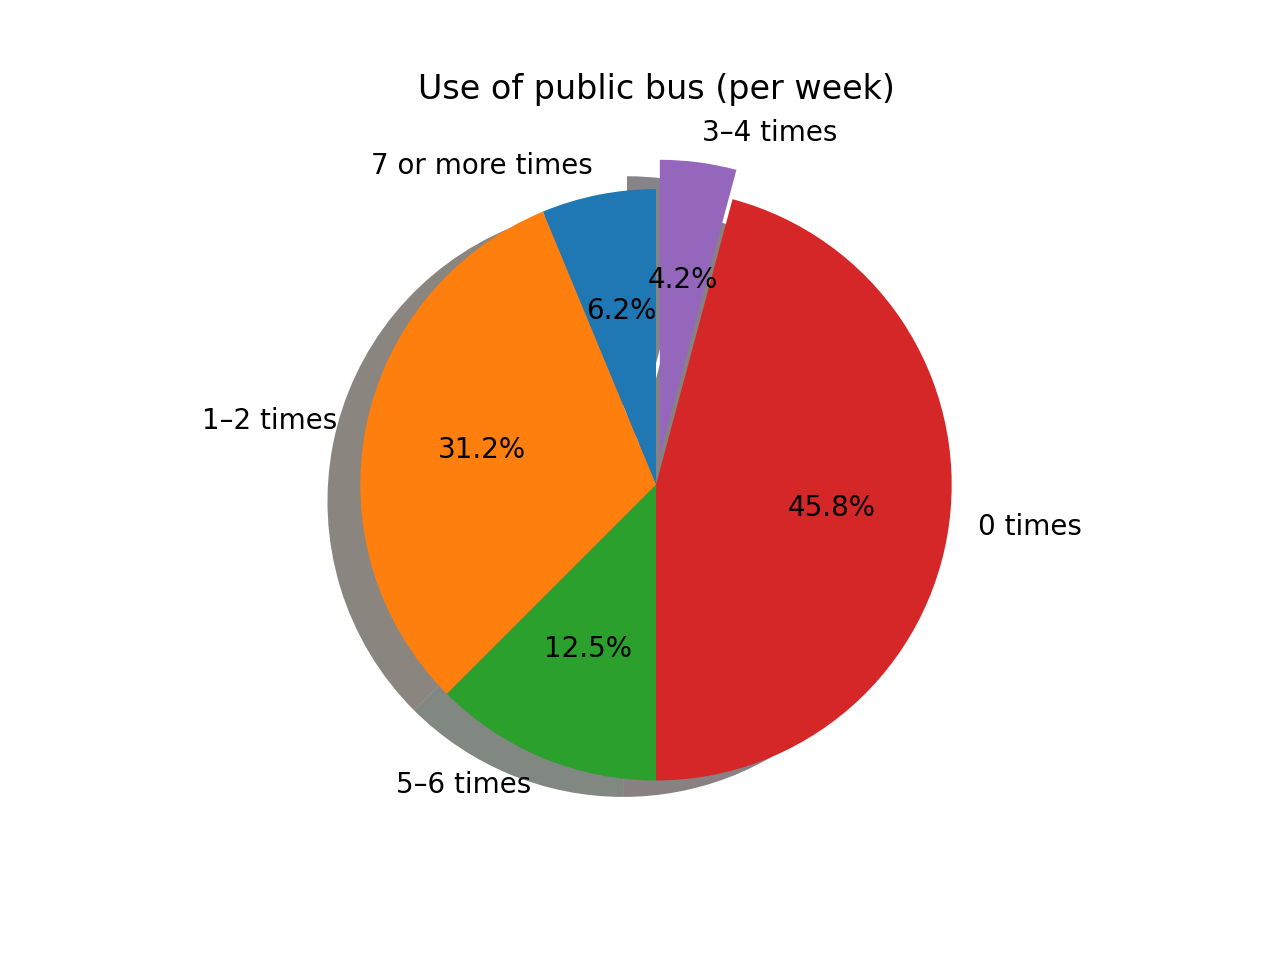 Use of public bus (per week)
3–4 times
7 or more times
4.2%
6.2%
1–2 times
31.2%
45.8%
0 times
12.5%
5–6 times